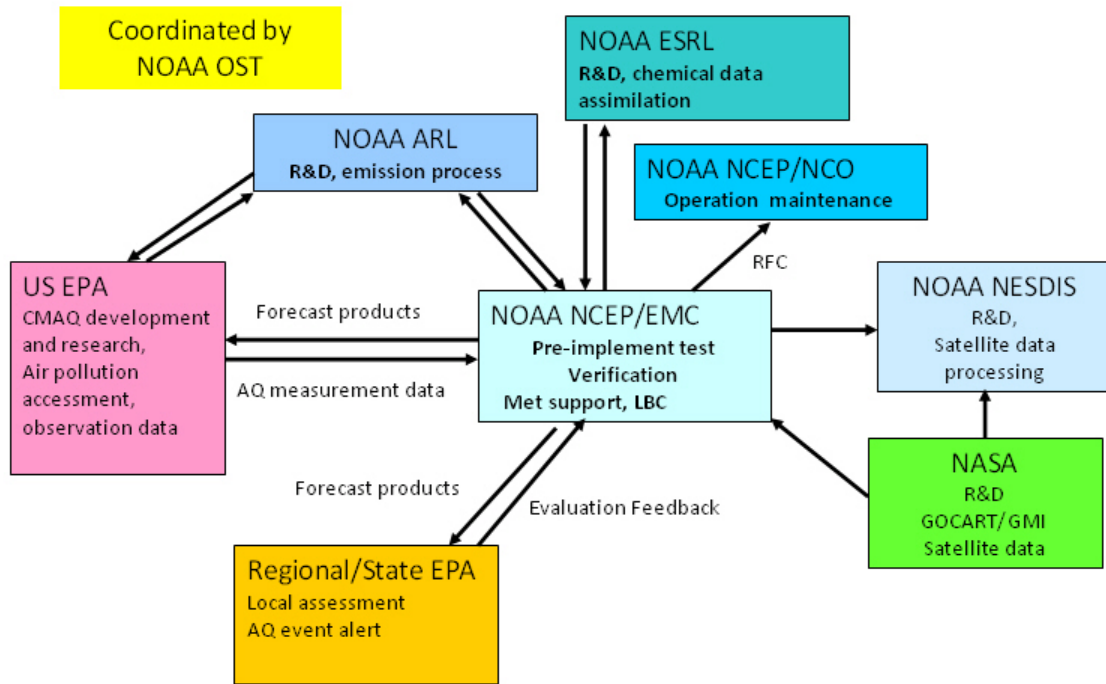 Coordinated by
NOAA OST
NOAA ESRL
R&D, chemical data
assimilation
NOAA ARL
R&D, emission process
NOAA NCEP/NCO
Operation maintenance
RFC
US EPA
CMAQ development
and research,
Air pollution
accessment,
observation data
Forecast products
AQ measurement data
NOAA NCEP/EMC
Pre-implement test
Verification
Met support, LBC
NOAA NESDIS
R&D,
Satellite data
processing
NASA
R&D
GOCART/GMI
Satellite data
Forecast products
Evaluation Feedback
Regional/State EPA
Local assessment
AQ event alert